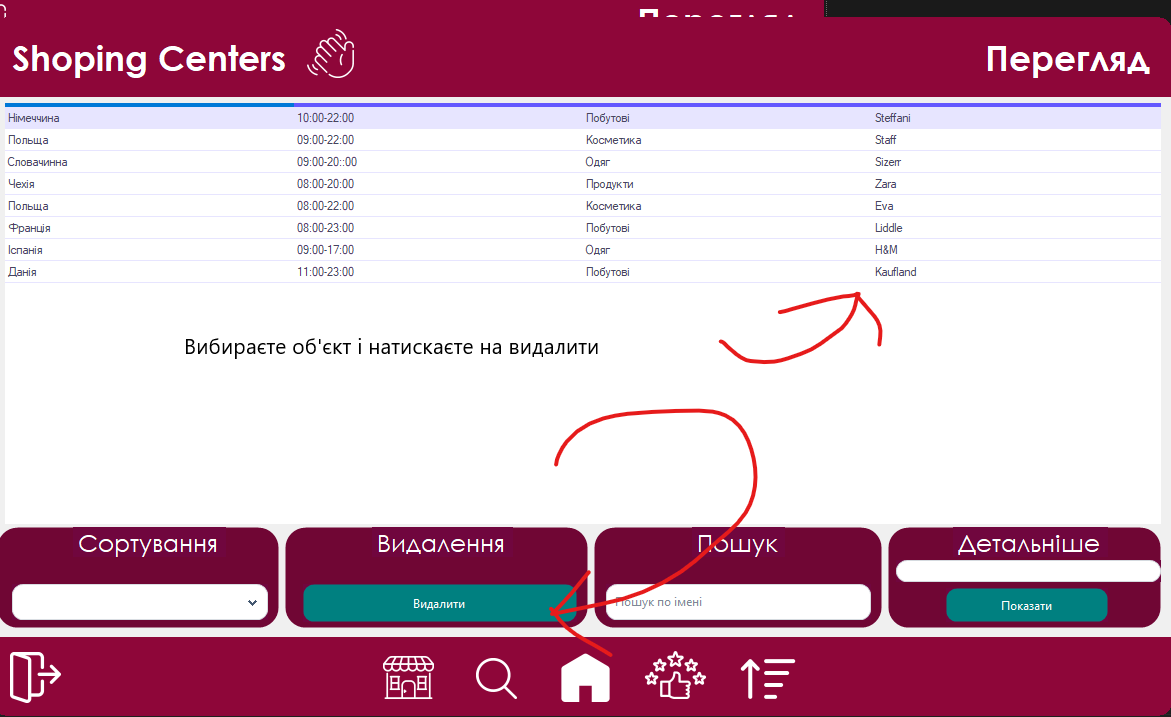 Перегляд
Shoping Centers
Перегляд
Німеччина 10:00-22:00 Побутові Steffani
Польща 09:00-22:00 Косметика Staff
Словаччинна 09:00-20::00 Одяг Sizerr
Чехія 08:00-20:00 Продукти Zara
Польща 08:00-22:00 Косметика Eva
Франція 08:00-23:00 Побутові Liddle
Іспанія 09:00-17:00 Одяг H&M
Данія 11:00-23:00 Побутові Kaufland
Вибираєте об'єкт і натискаєте на видалити
Сортування
Видалення
Пошук
Детальніше
Видалити
Пошук по імені
Показати